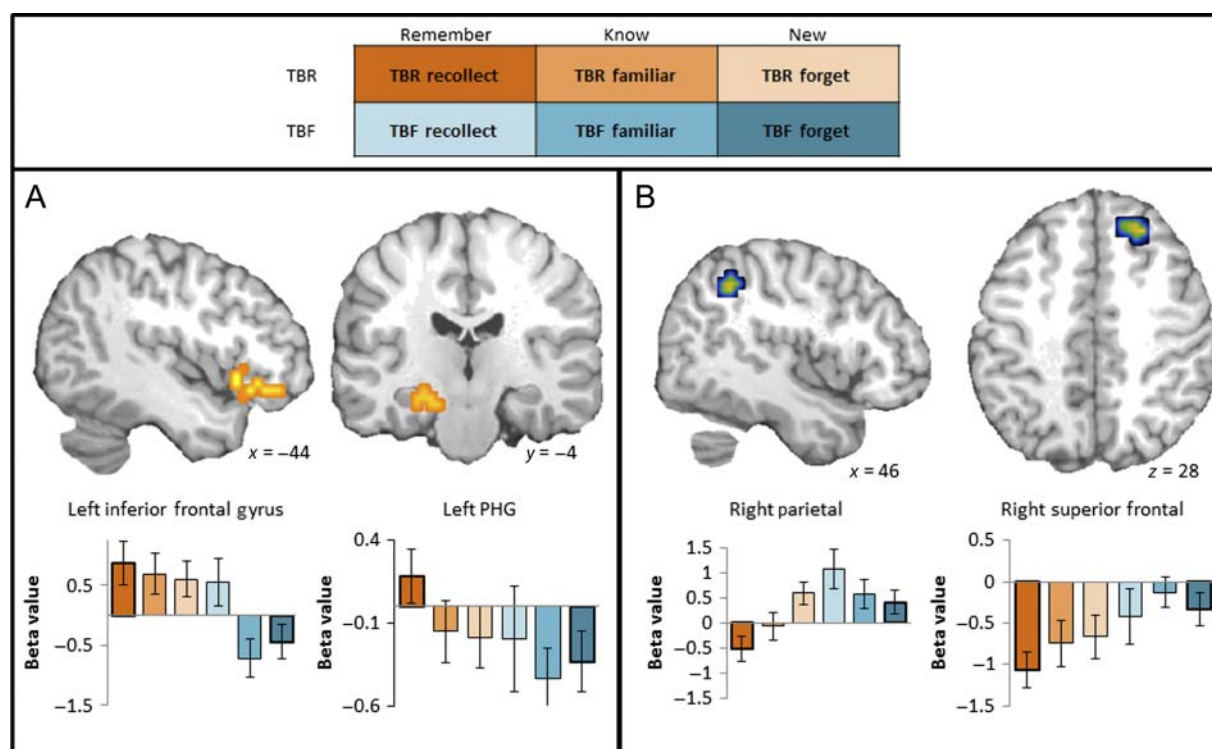 Remember Know New
TBR TBR recollect TBR familiar TBR forget
TBF TBF recollect TBF familiar TBF forget
A
x = –44
y = –4
Left inferior frontal gyrus
Beta value
0.5
–0.5
–1.5
Left PHG
0.4
–0.1
–0.6
B
x = 46
z = 28
Right parietal
Beta value
1.5
1
0.5
0
–0.5
–1
–1.5
Right superior frontal
Beta value
0.5
0
–0.5
–1
–1.5